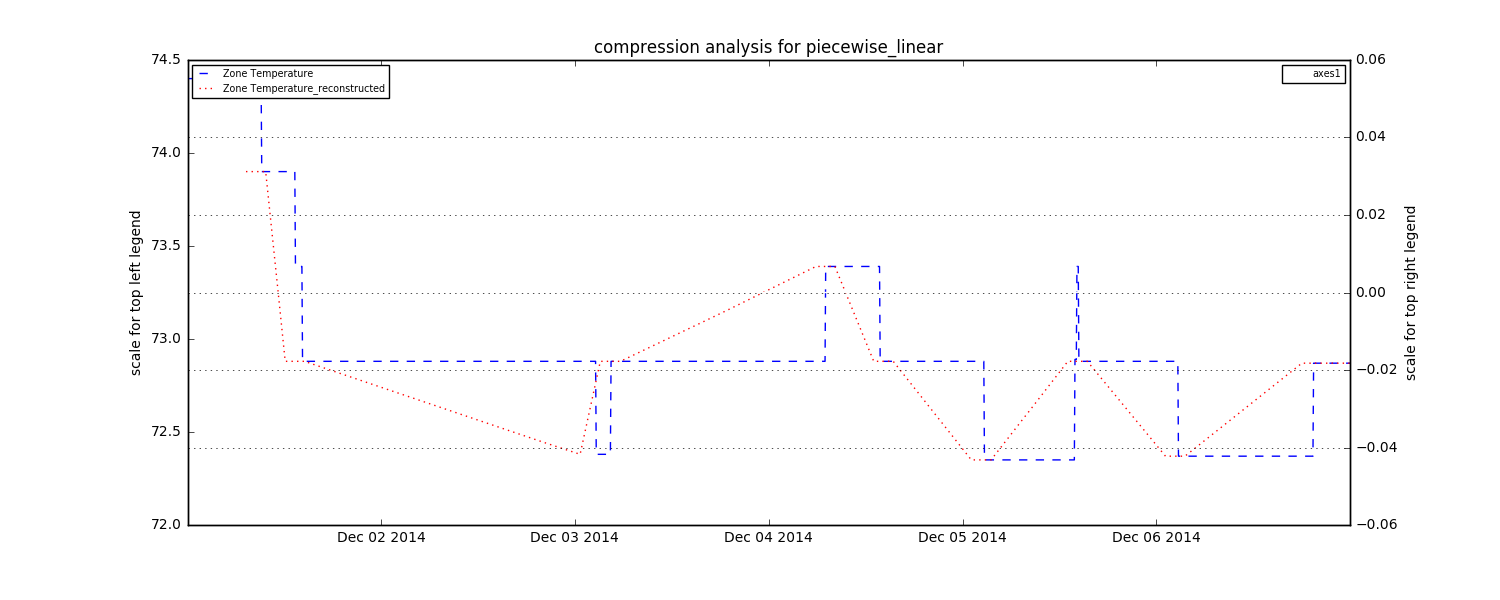 compression analysis for piecewise_linear
Zone Temperature
Zone Temperature_reconstructed
axes1
scale for top left legend
74.5
74.0
73.5
73.0
72.5
72.0
0.06
0.04
0.02
0.00
−0.02
−0.04
−0.06
scale for top right legend
Dec 02 2014
Dec 03 2014
Dec 04 2014
Dec 05 2014
Dec 06 2014